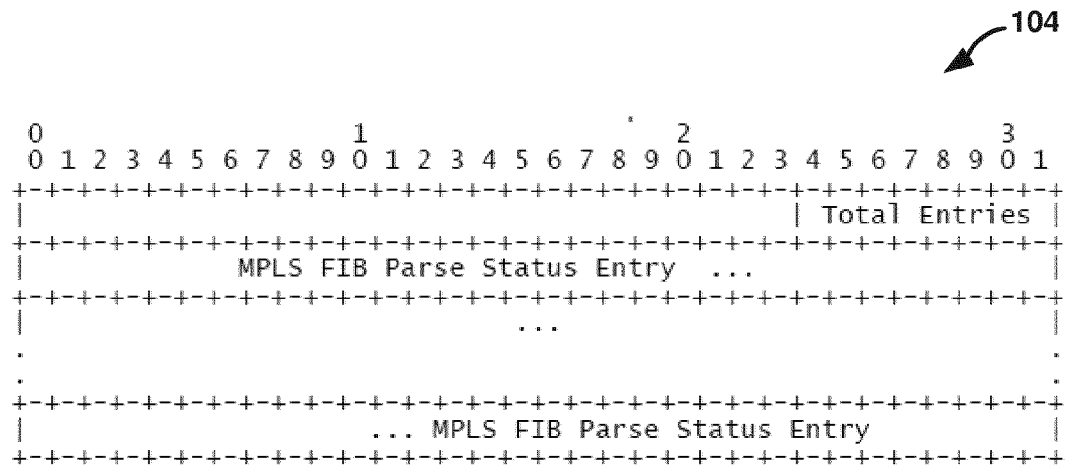 104
0 1 2 3
0 1 2 3 4 5 6 7 8 9 0 1 2 3 4 5 6 7 8 9 0 1 2 3 4 5 6 7 8 9 0 1
+-+-+-+-+-+-+-+-+-+-+-+-+-+-+-+-+-+-+-+-+-+-+-+-+-+-+-+-+-+-+-+-+
| | Total Entries |
+-+-+-+-+-+-+-+-+-+-+-+-+-+-+-+-+-+-+-+-+-+-+-+-+-+-+-+-+-+-+-+-+
| MPLS FIB Parse Status Entry ... |
+-+-+-+-+-+-+-+-+-+-+-+-+-+-+-+-+-+-+-+-+-+-+-+-+-+-+-+-+-+-+-+-+
| ... |
. .
. .
+-+-+-+-+-+-+-+-+-+-+-+-+-+-+-+-+-+-+-+-+-+-+-+-+-+-+-+-+-+-+-+-+
| ... MPLS FIB Parse Status Entry |
+-+-+-+-+-+-+-+-+-+-+-+-+-+-+-+-+-+-+-+-+-+-+-+-+-+-+-+-+-+-+-+-+